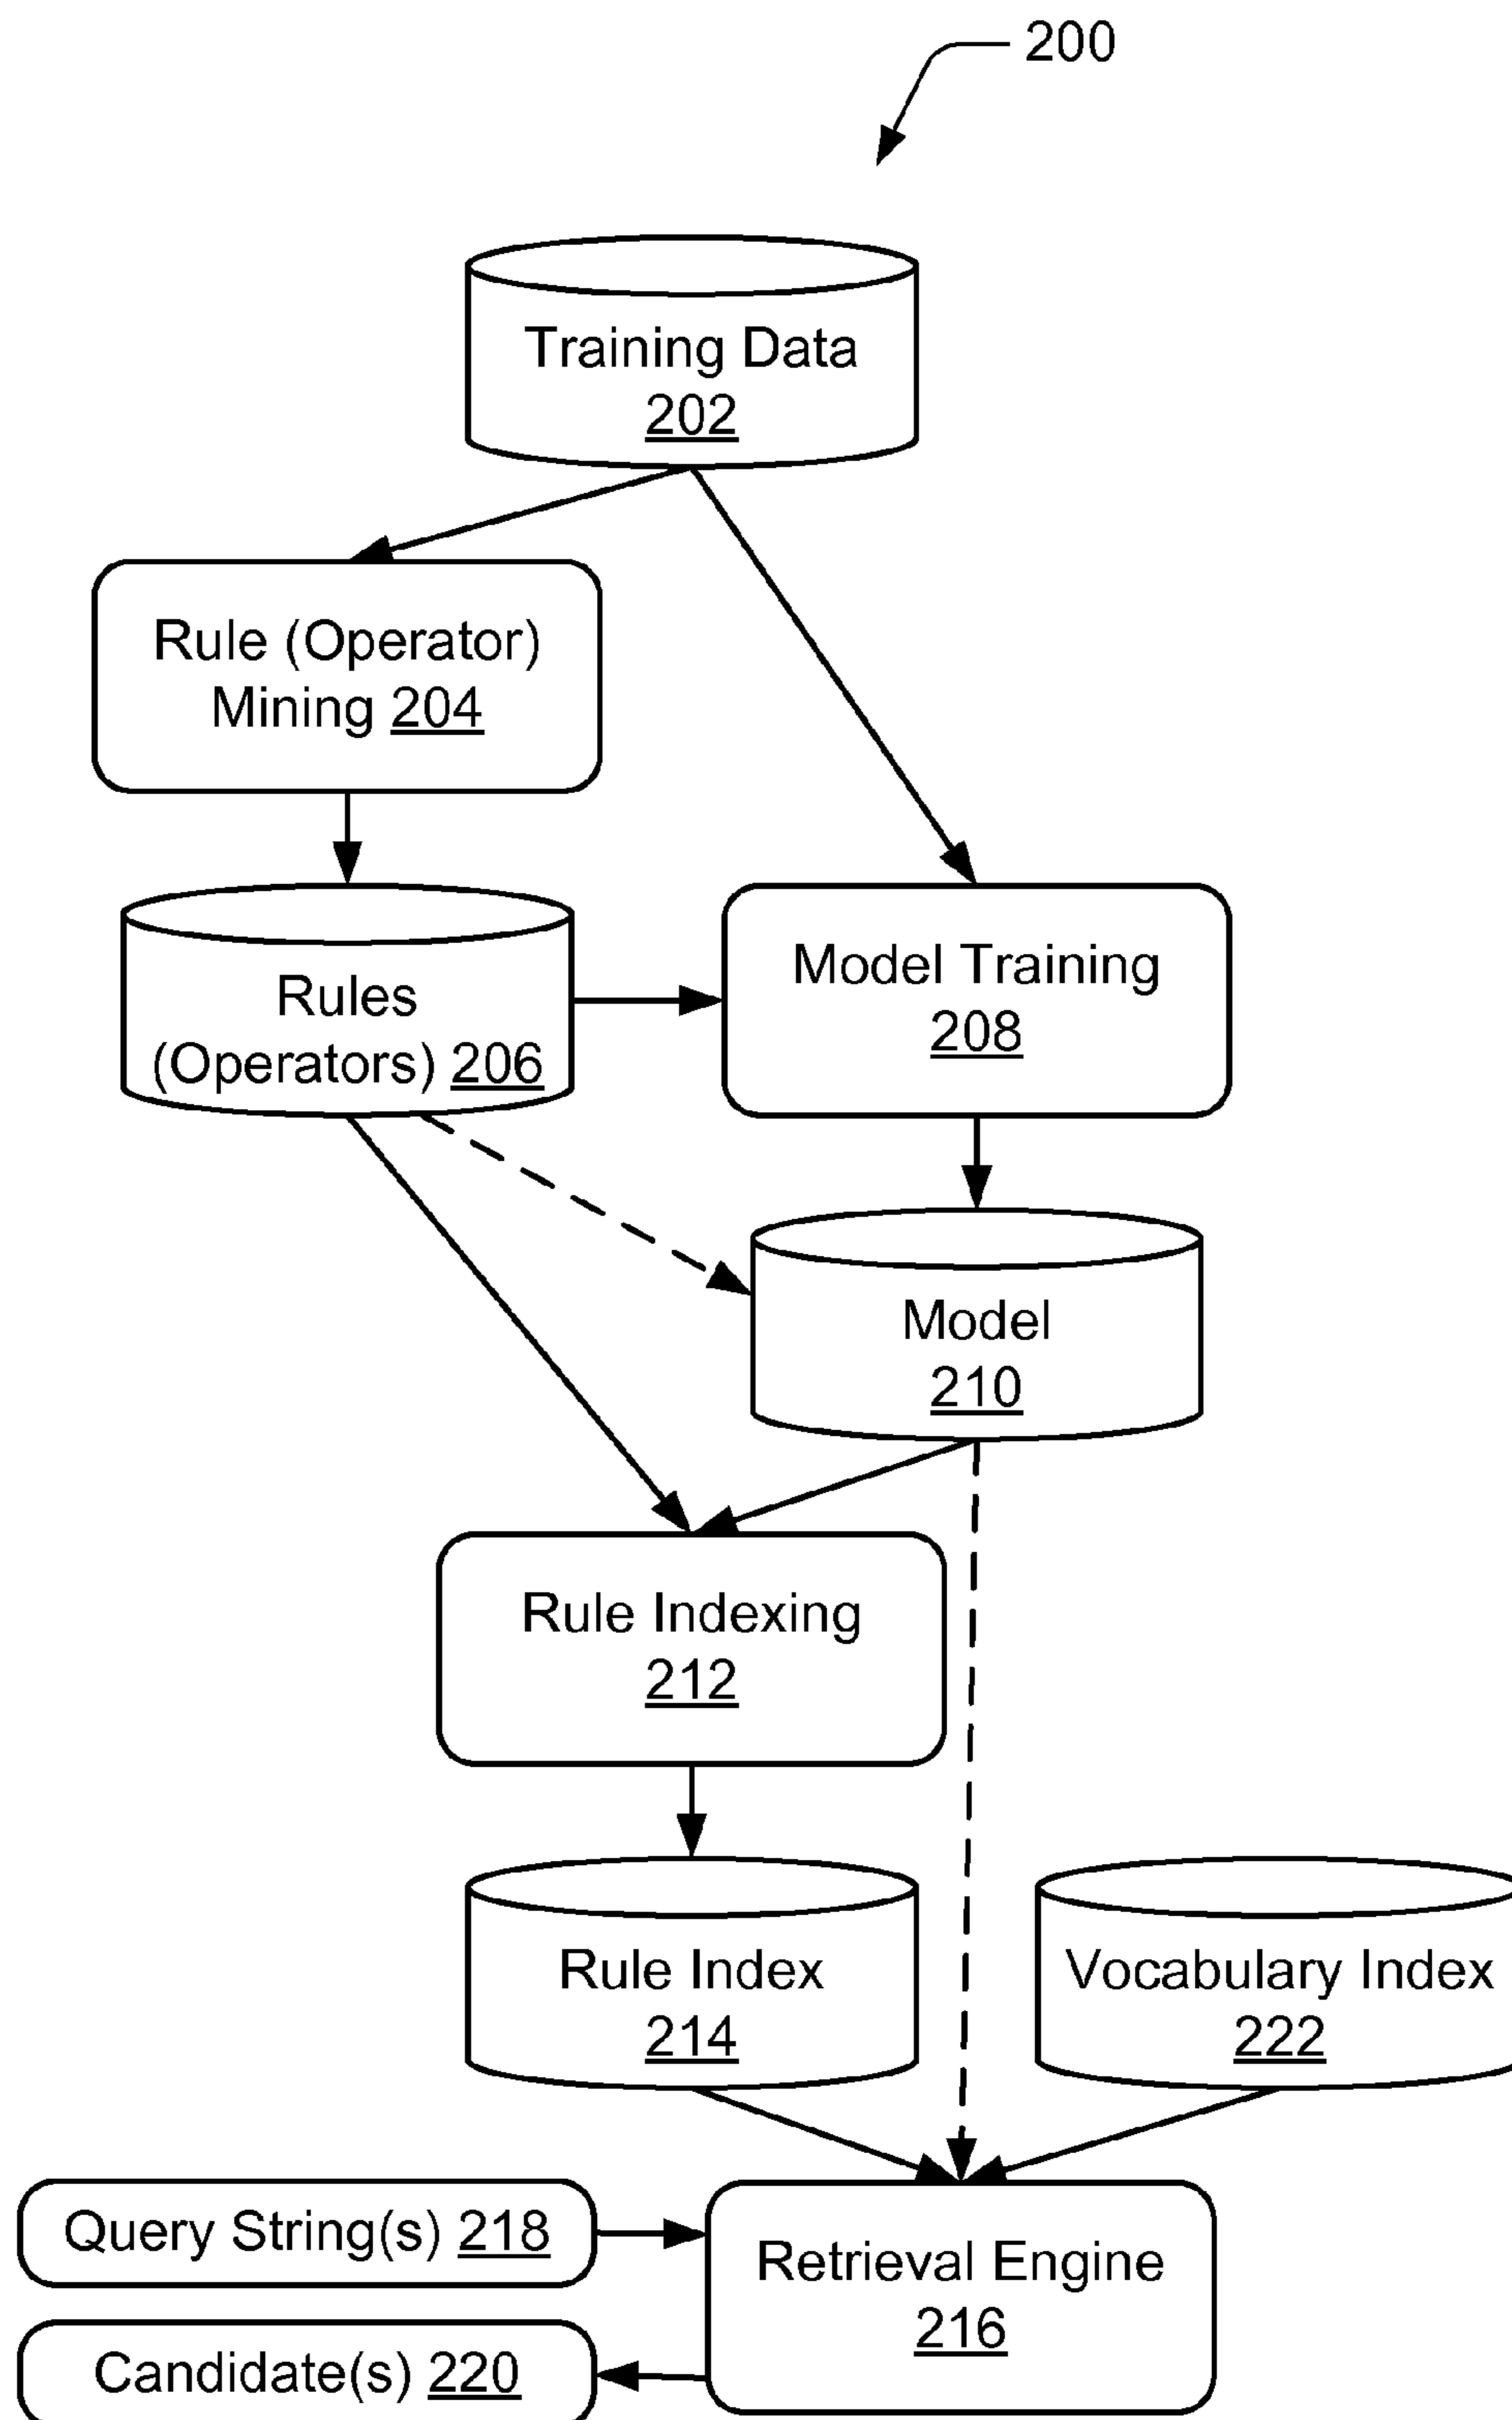 200
Training Data
202
Rule (Operator)
Mining 204
Rules
(Operators) 206
Model Training
208
Model
210
Rule Indexing
212
Rule Index
214
Vocabulary Index
222
Query String(s) 218
Retrieval Engine
216
Candidate(s) 220